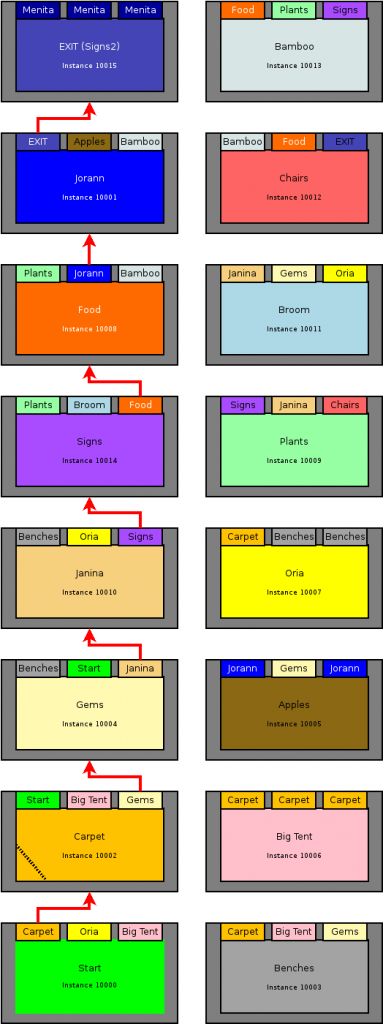 Menita Menita Menita
EXIT (Signs2)
Instance 10015
Food Plants Signs
Bamboo
Instance 10013
EXIT Apples Bamboo
Jorann
Instance 10001
Bamboo Food EXIT
Chairs
Instance 10012
Plants Jorann Bamboo
Food
Instance 10008
Janina Gems Oria
Broom
Instance 10011
Plants Broom Food
Signs
Instance 10014
Signs Janina Chairs
Plants
Instance 10009
Benches Oria Signs
Janina
Instance 10010
Carpet Benches Benches
Oria
Instance 10007
Benches Start Janina
Gems
Instance 10004
Jorann Gems Jorann
Apples
Instance 10005
Start Big Tent Gems
Carpet
Instance 10002
Carpet Carpet Carpet
Big Tent
Instance 10006
Carpet Oria Big Tent
Start
Instance 10000
Carpet Big Tent Gems
Benches
Instance 10003